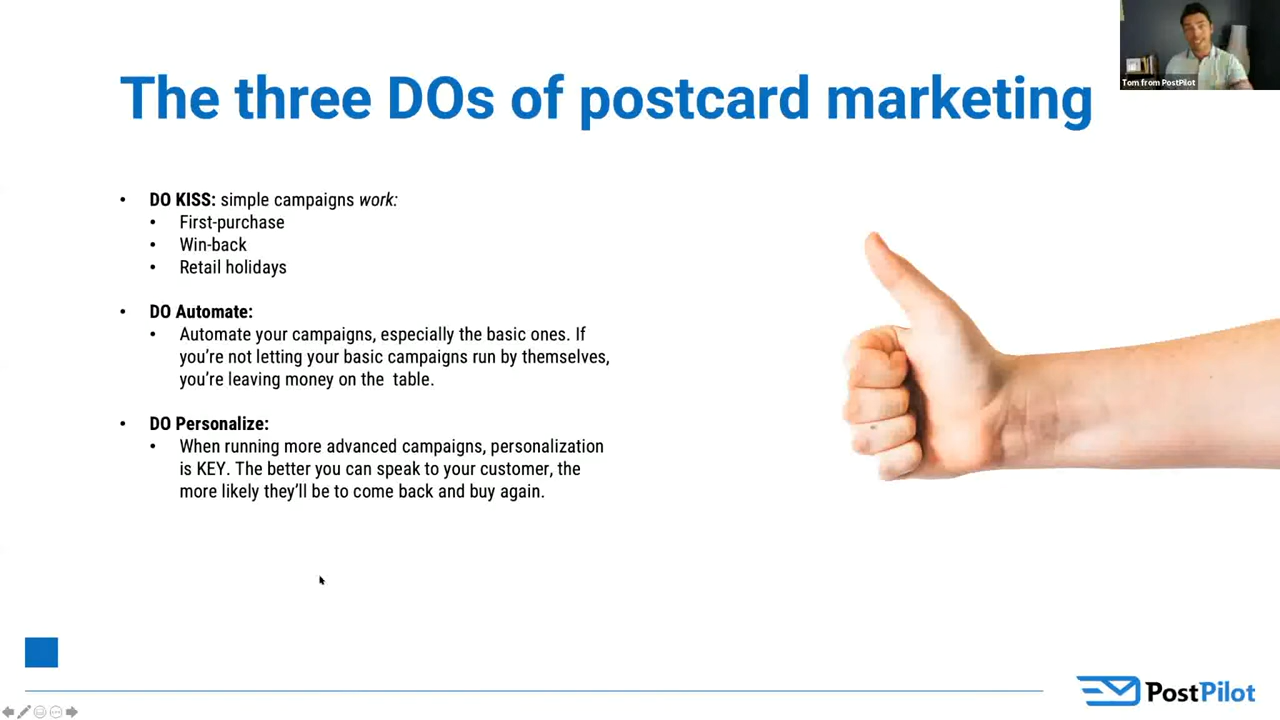 Tom from PostPilot
The three DOs of postcard marketing
• DO KISS: simple campaigns work:
• First-purchase
• Win-back
• Retail holidays
• DO Automate:
• Automate your campaigns, especially the basic ones. If
you’re not letting your basic campaigns run by themselves,
you’re leaving money on the table.
• DO Personalize:
• When running more advanced campaigns, personalization
is KEY. The better you can speak to your customer, the
more likely they’ll be to come back and buy again.
PostPilot